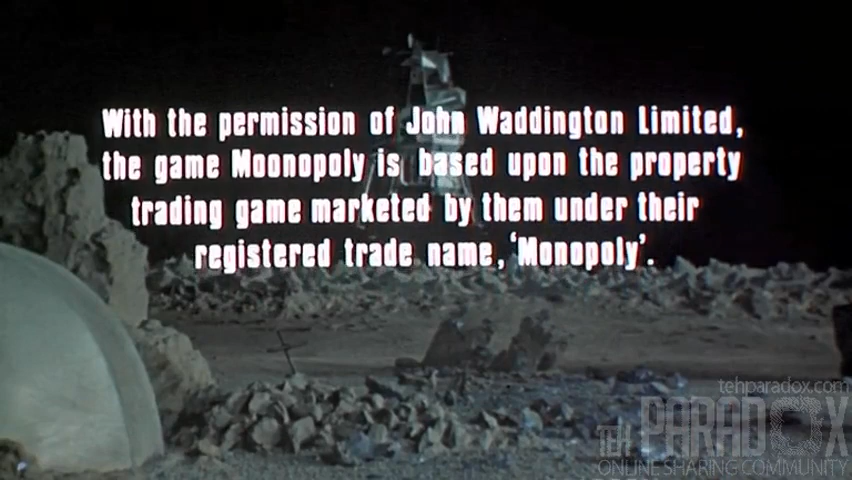 With the permission of John Waddington Limited,
the game Moonopoly is based upon the property
trading game marketed by them under their
registered trade name, 'Monopoly'.
tehparadox.com
TEH PARADOX
ONLINE SHARING COMMUNITY